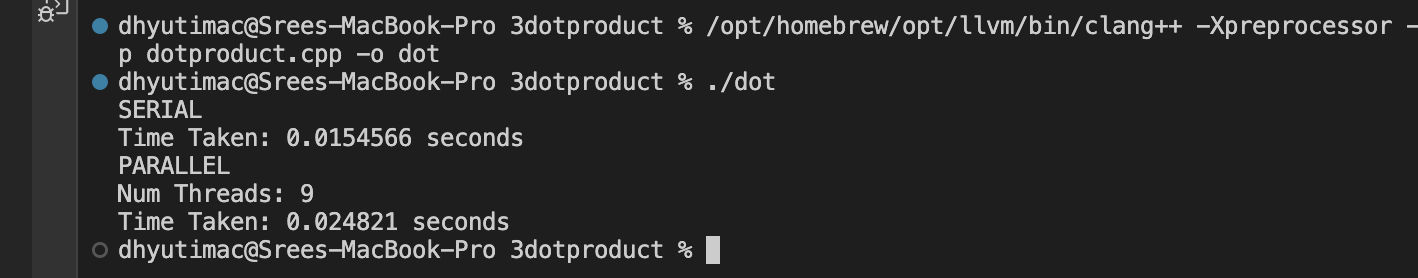 dhyutimac@Srees-MacBook-Pro 3dotproduct % /opt/homebrew/opt/llvm/bin/clang++ -Xpreprocessor -
p dotproduct.cpp -o dot
dhyutimac@Srees-MacBook-Pro 3dotproduct % ./dot
SERIAL
Time Taken: 0.0154566 seconds
PARALLEL
Num Threads: 9
Time Taken: 0.024821 seconds
dhyutimac@Srees-MacBook-Pro 3dotproduct %